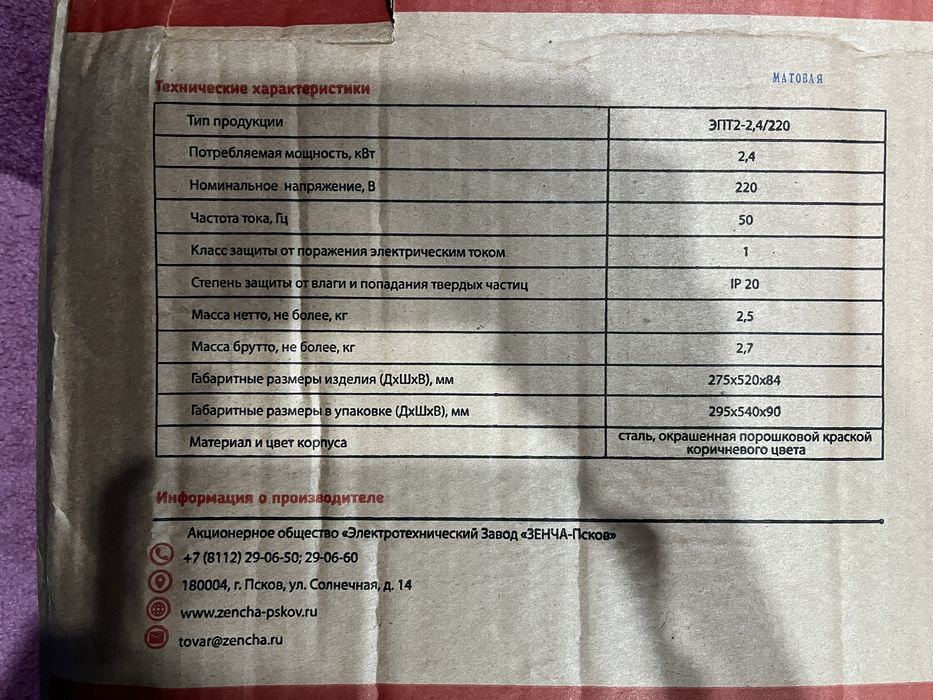 МАТОВАЯ
Технические характеристики
Тип продукции ЭПТ2-2,4/220
Потребляемая мощность, кВт 2,4
Номинальное напряжение, В 220
Частота тока, Гц 50
Класс защиты от поражения электрическим током 1
Степень защиты от влаги и попадания твердых частиц IP 20
Масса нетто, не более, кг 2,5
Масса брутто, не более, кг 2,7
Габаритные размеры изделия (ДхШхВ), мм 275х520х84
Габаритные размеры в упаковке (ДхШхВ), мм 295х540х90
Материал и цвет корпуса сталь, окрашенная порошковой краской
коричневого цвета
Информация о производителе
Акционерное общество «Электротехнический Завод «ЗЕНЧА-Псков»
+7 (8112) 29-06-50; 29-06-60
180004, г. Псков, ул. Солнечная, д. 14
www.zencha-pskov.ru
tovar@zencha.ru